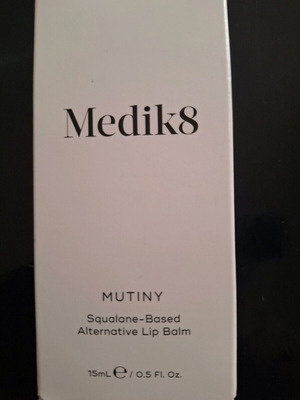 Medik8
MUTINY
Squalane-Based
Alternative Lip Balm
15mL ℮ / 0.5 Fl. Oz.